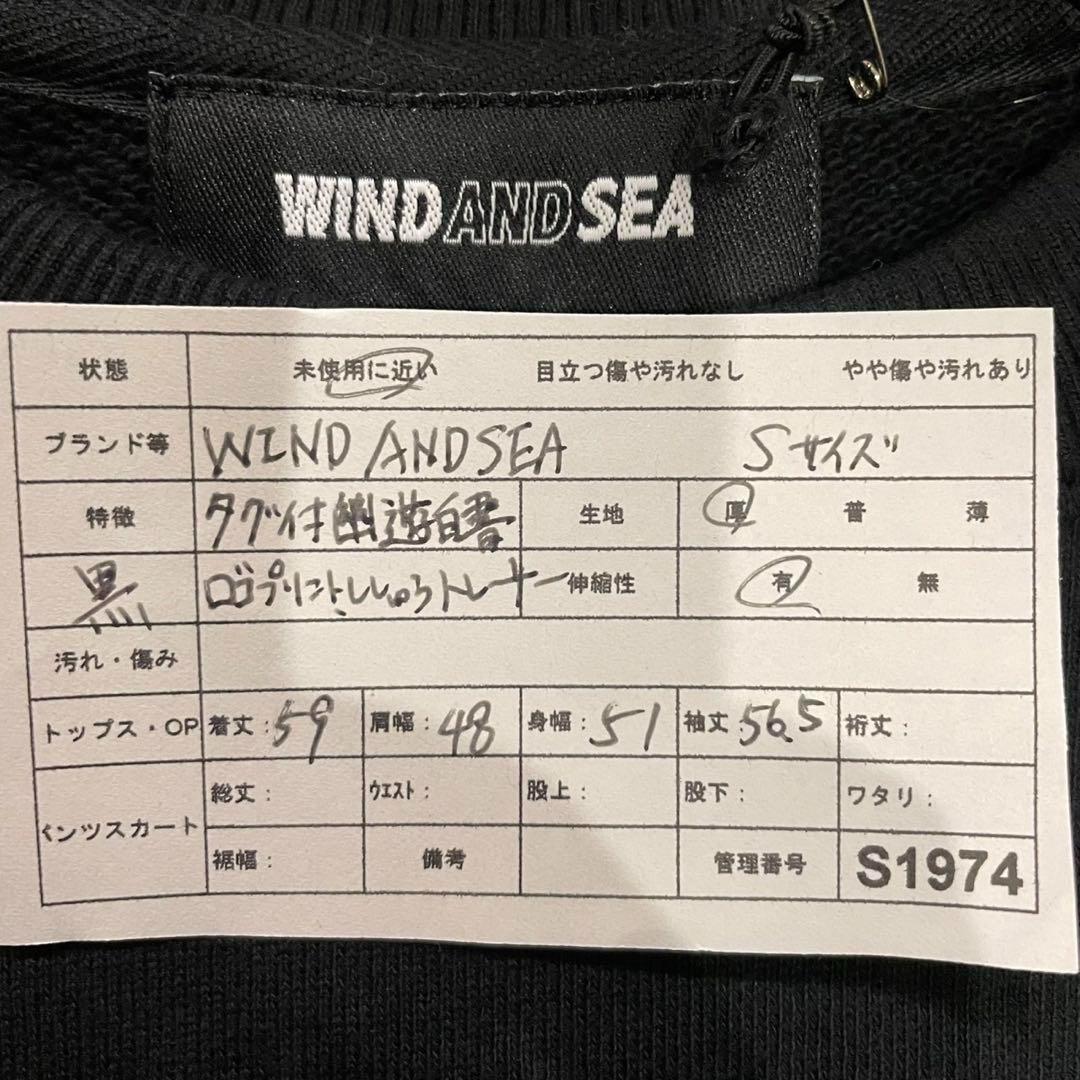 WIND AND SEA
状態 未使用に近い 目立つ傷や汚れなし やや傷や汚れあり
ブランド等 WIND AND SEA Sサイズ
特徴 タグ付幽遊白書 生地 厚 普 薄
黒 ロゴプリントししゅうトレーナー 伸縮性 有 無
汚れ・傷み
トップス・OP 着丈:59 肩幅:48 身幅:51 袖丈:56.5 裄丈:
パンツスカート 総丈: ウエスト: 股上: 股下: ワタリ:
裾幅: 備考 管理番号 S1974